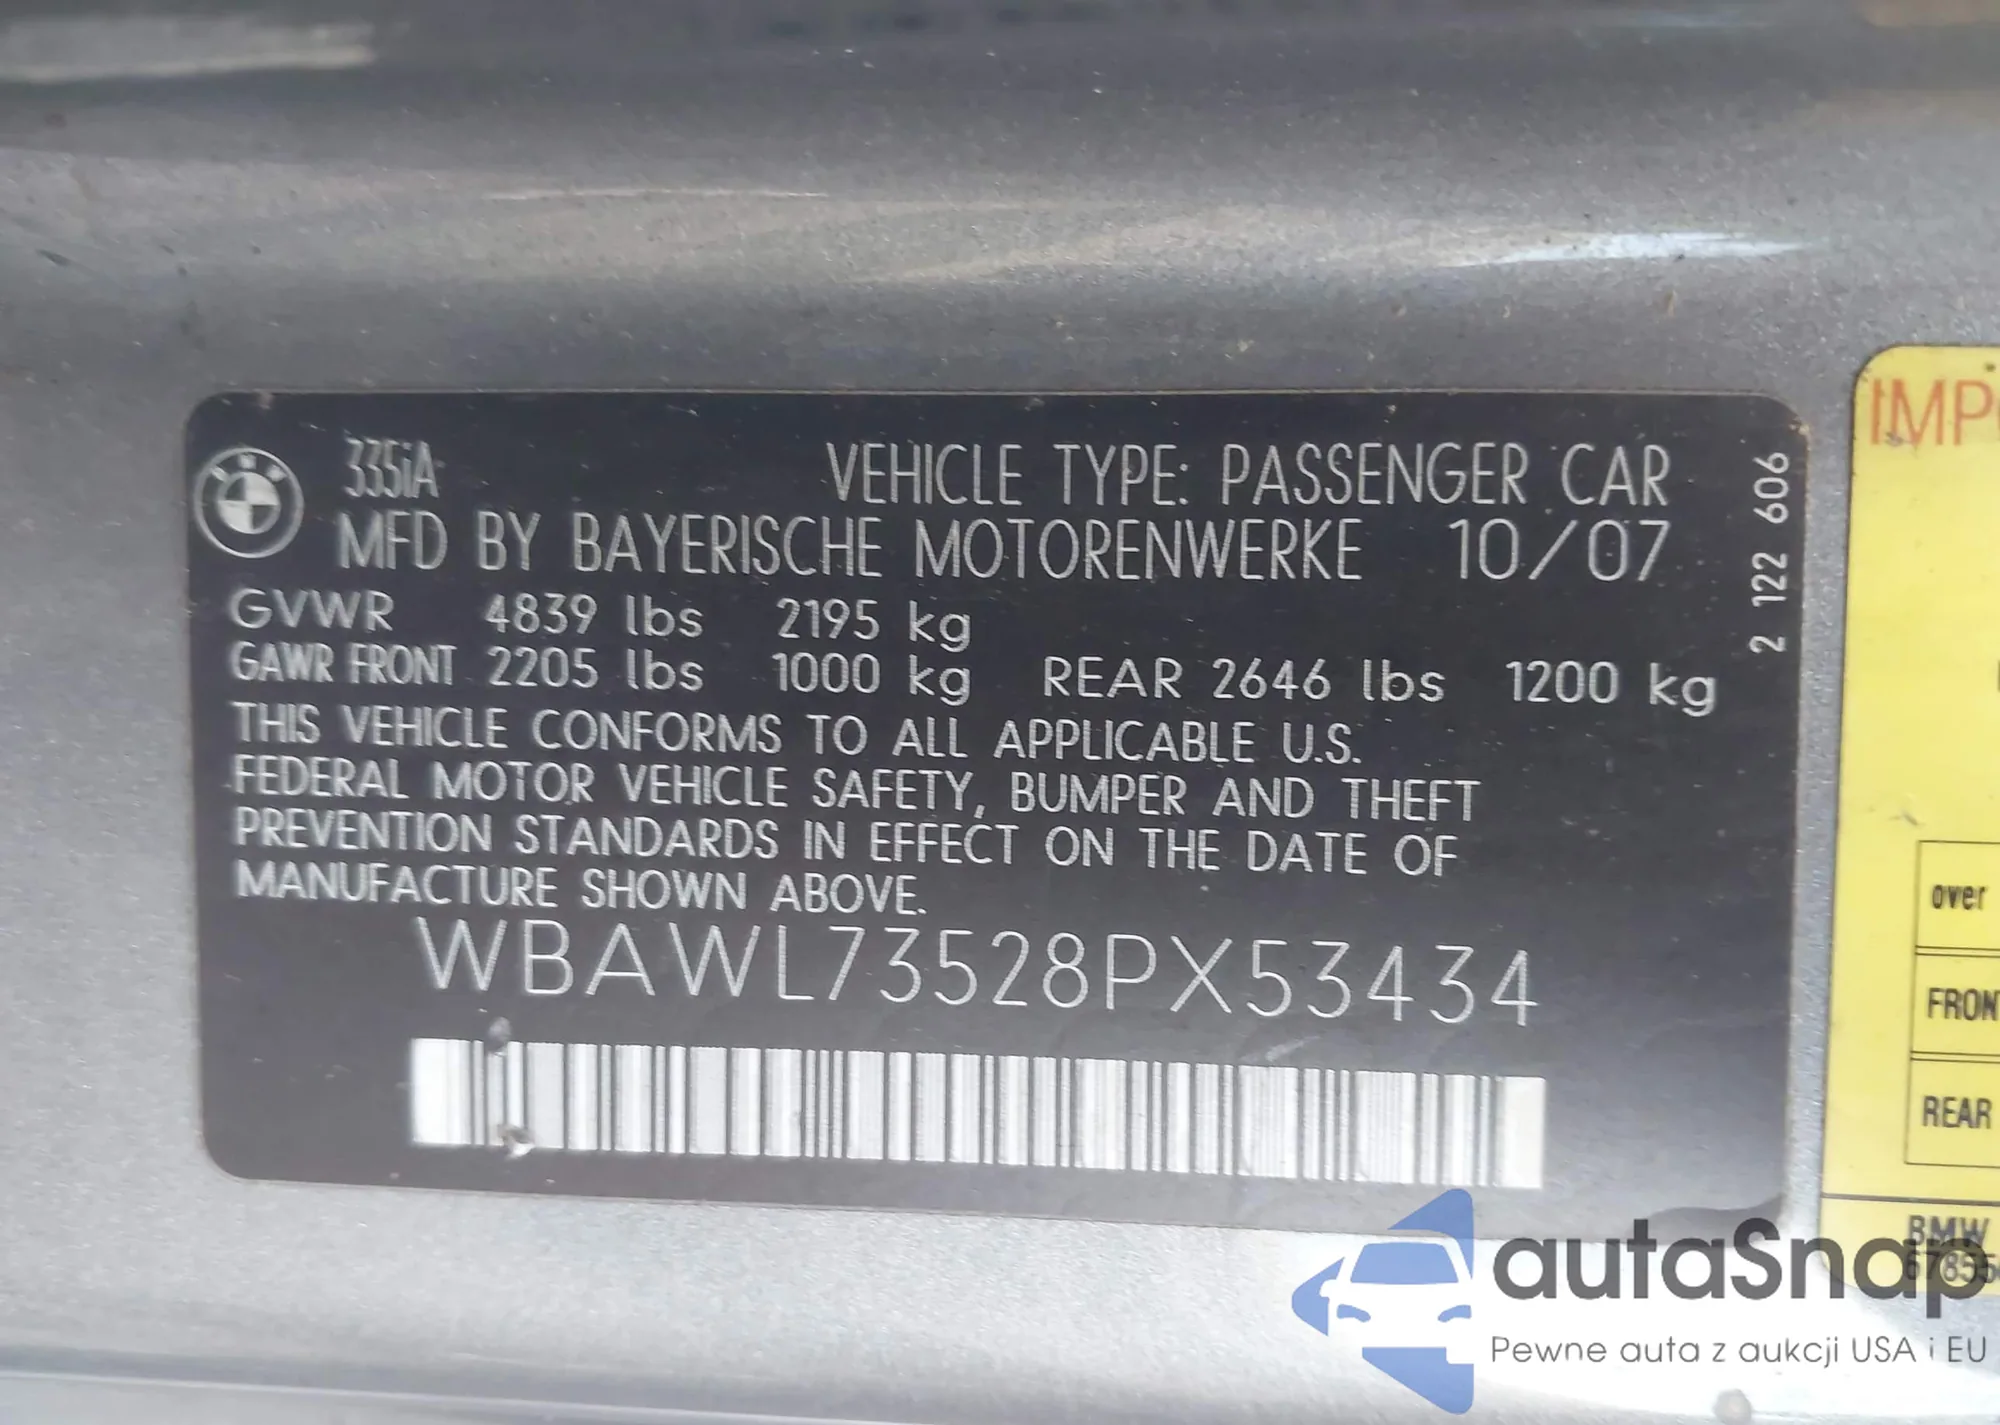 335iA
VEHICLE TYPE: PASSENGER CAR
MFD BY BAYERISCHE MOTORENWERKE 10/07
GVWR 4839 lbs 2195 kg
GAWR FRONT 2205 lbs 1000 kg REAR 2646 lbs 1200 kg
THIS VEHICLE CONFORMS TO ALL APPLICABLE U.S.
FEDERAL MOTOR VEHICLE SAFETY, BUMPER AND THEFT
PREVENTION STANDARDS IN EFFECT ON THE DATE OF
MANUFACTURE SHOWN ABOVE.
WBAWL73528PX53434
2 122 606
BMW
over
FRONT
REAR
BMW
autaSnap
Pewne auta z aukcji USA i EU